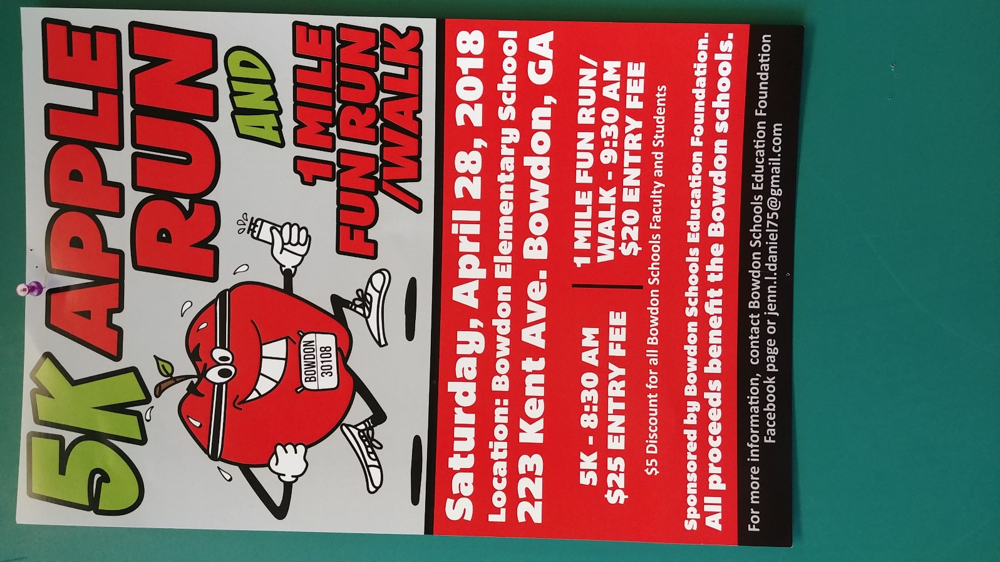 5K APPLE
RUN
AND
1 MILE
FUN RUN
/WALK
BOWDON
30108
Saturday, April 28, 2018
Location: Bowdon Elementary School
223 Kent Ave. Bowdon, GA
5K - 8:30 AM
$25 ENTRY FEE
1 MILE FUN RUN/
WALK - 9:30 AM
$20 ENTRY FEE
$5 Discount for all Bowdon Schools Faculty and Students
Sponsored by Bowdon Schools Education Foundation.
All proceeds benefit the Bowdon schools.
For more information, contact Bowdon Schools Education Foundation
Facebook page or jenn.l.daniel75@gmail.com